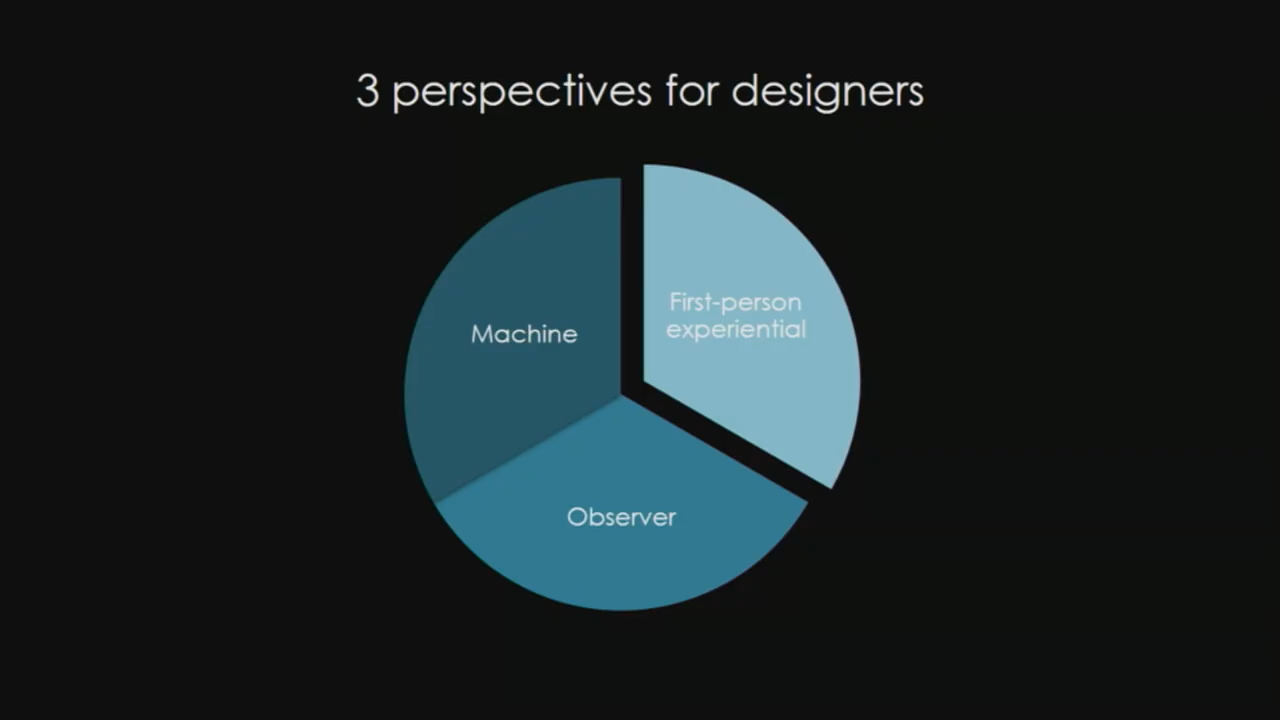 3 perspectives for designers
First-person
experiential
Machine
Observer